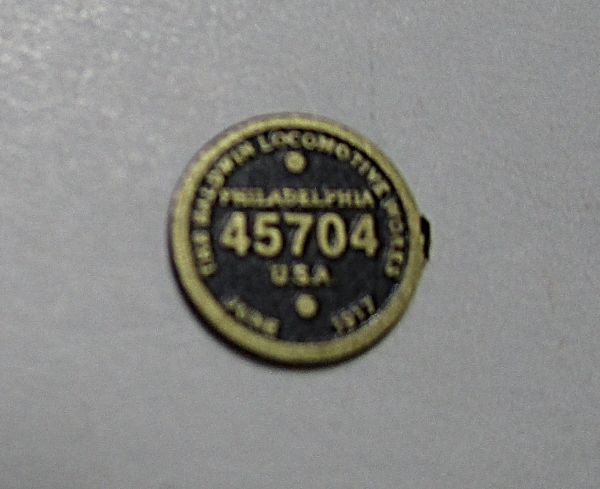 THE BALDWIN LOCOMOTIVE WORKS
PHILADELPHIA
45704
U.S.A
JUNE 1917